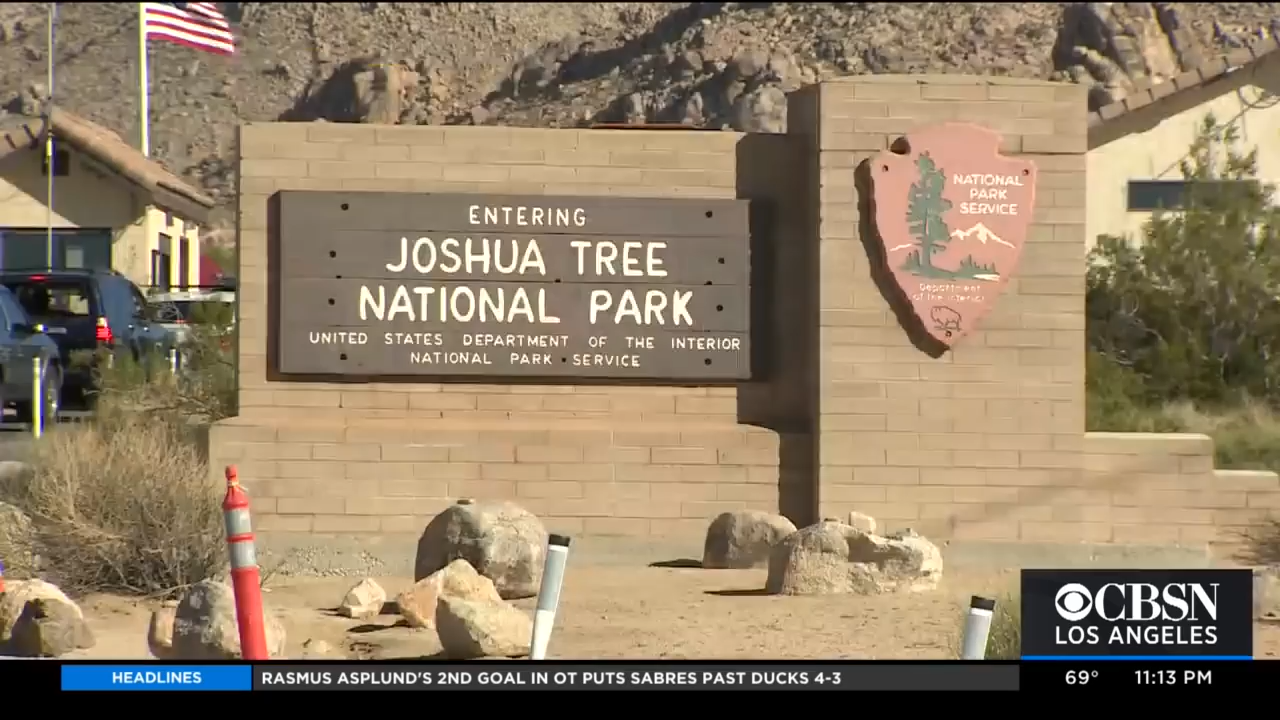 ENTERING
JOSHUA TREE
NATIONAL PARK
UNITED STATES DEPARTMENT OF THE INTERIOR
NATIONAL PARK SERVICE
NATIONAL
PARK
SERVICE
Department
of the Interior
CBSN
LOS ANGELES
HEADLINES RASMUS ASPLUND'S 2ND GOAL IN OT PUTS SABRES PAST DUCKS 4-3 69° 11:13 PM